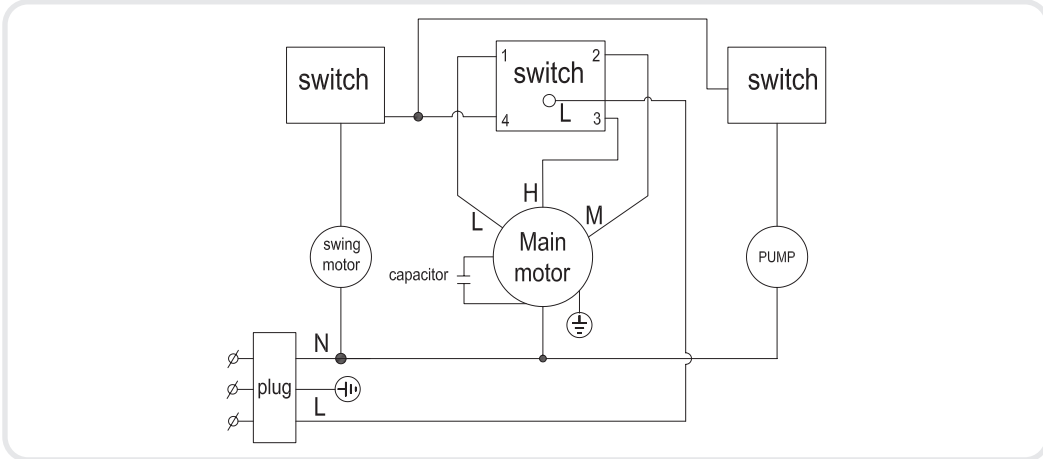 switch
1
2
switch
L
4
3
switch
H
L
M
swing
motor
Main
motor
capacitor
PUMP
N
plug
L